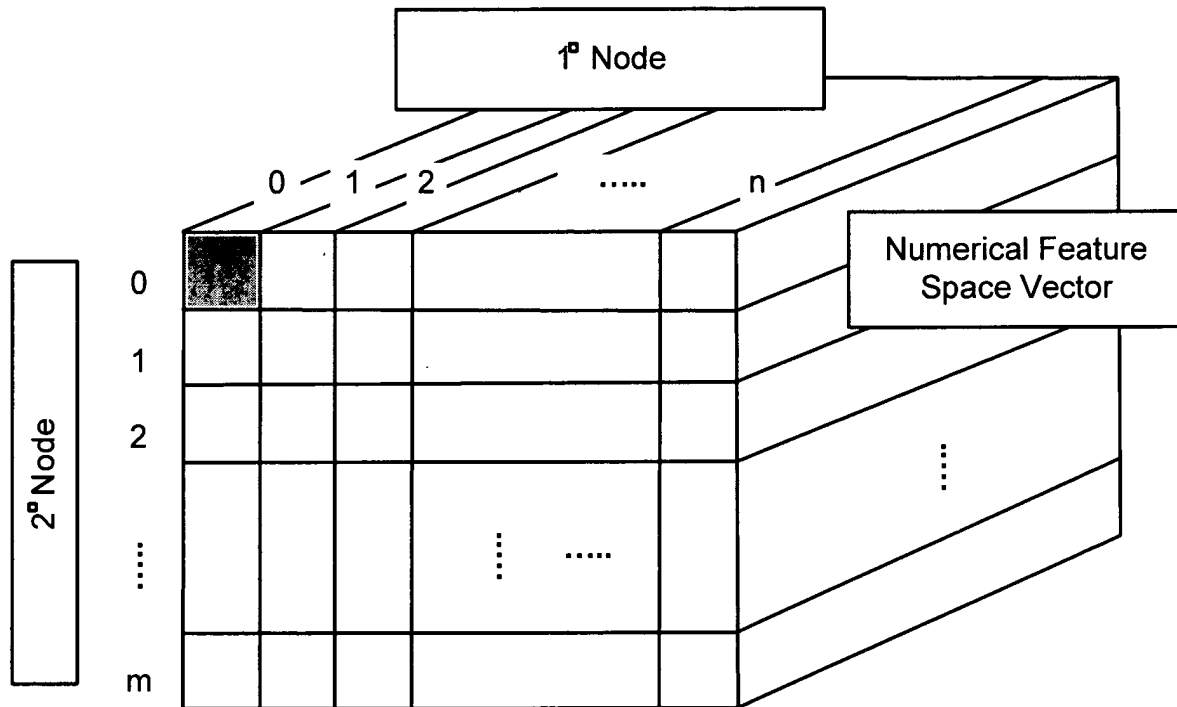 1° Node
0 1 2 ..... n
Numerical Feature
Space Vector
0
1
2
m
2° Node